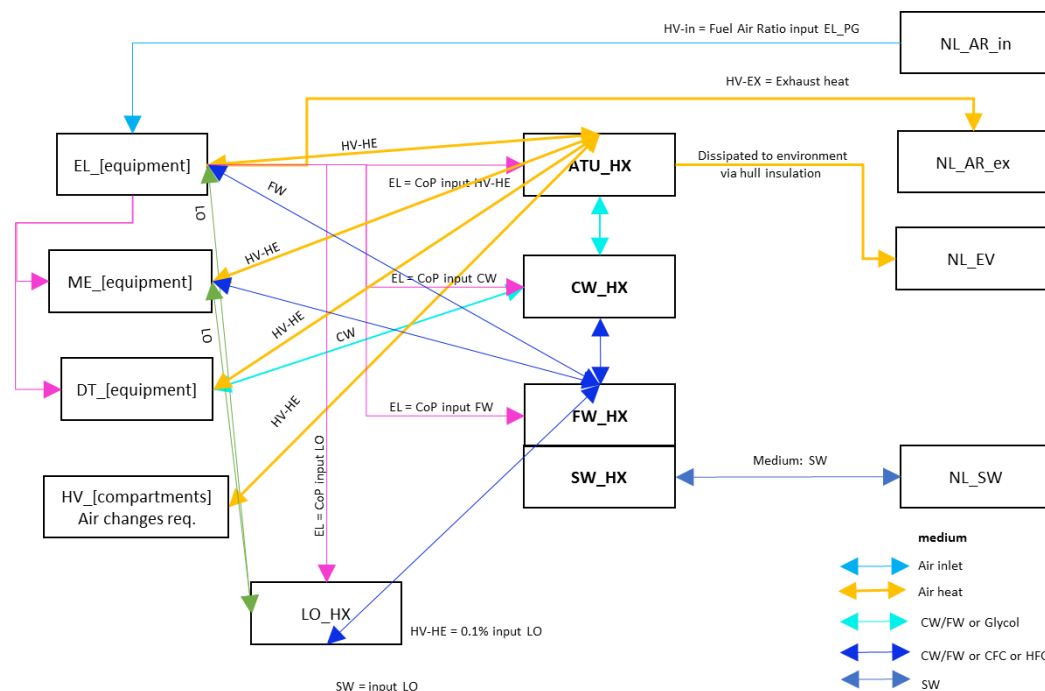 HV-in = Fuel Air Ratio input EL_PG
NL_AR_in
HV-EX = Exhaust heat
EL_[equipment]
HV-HE
ATU_HX
Dissipated to environment
via hull insulation
NL_AR_ex
EL = CoP input HV-HE
FW
LO
HV-HE
NL_EV
ME_[equipment]
EL = CoP input CW
CW_HX
LO
HV-HE
CW
DT_[equipment]
HV-HE
EL = CoP input FW
FW_HX
EL = CoP input LO
SW_HX
Medium: SW
NL_SW
HV_[compartments]
Air changes req.
medium
Air inlet
Air heat
LO_HX
HV-HE = 0.1% input LO
CW/FW or Glycol
CW/FW or CFC or HFC
SW = input LO
SW